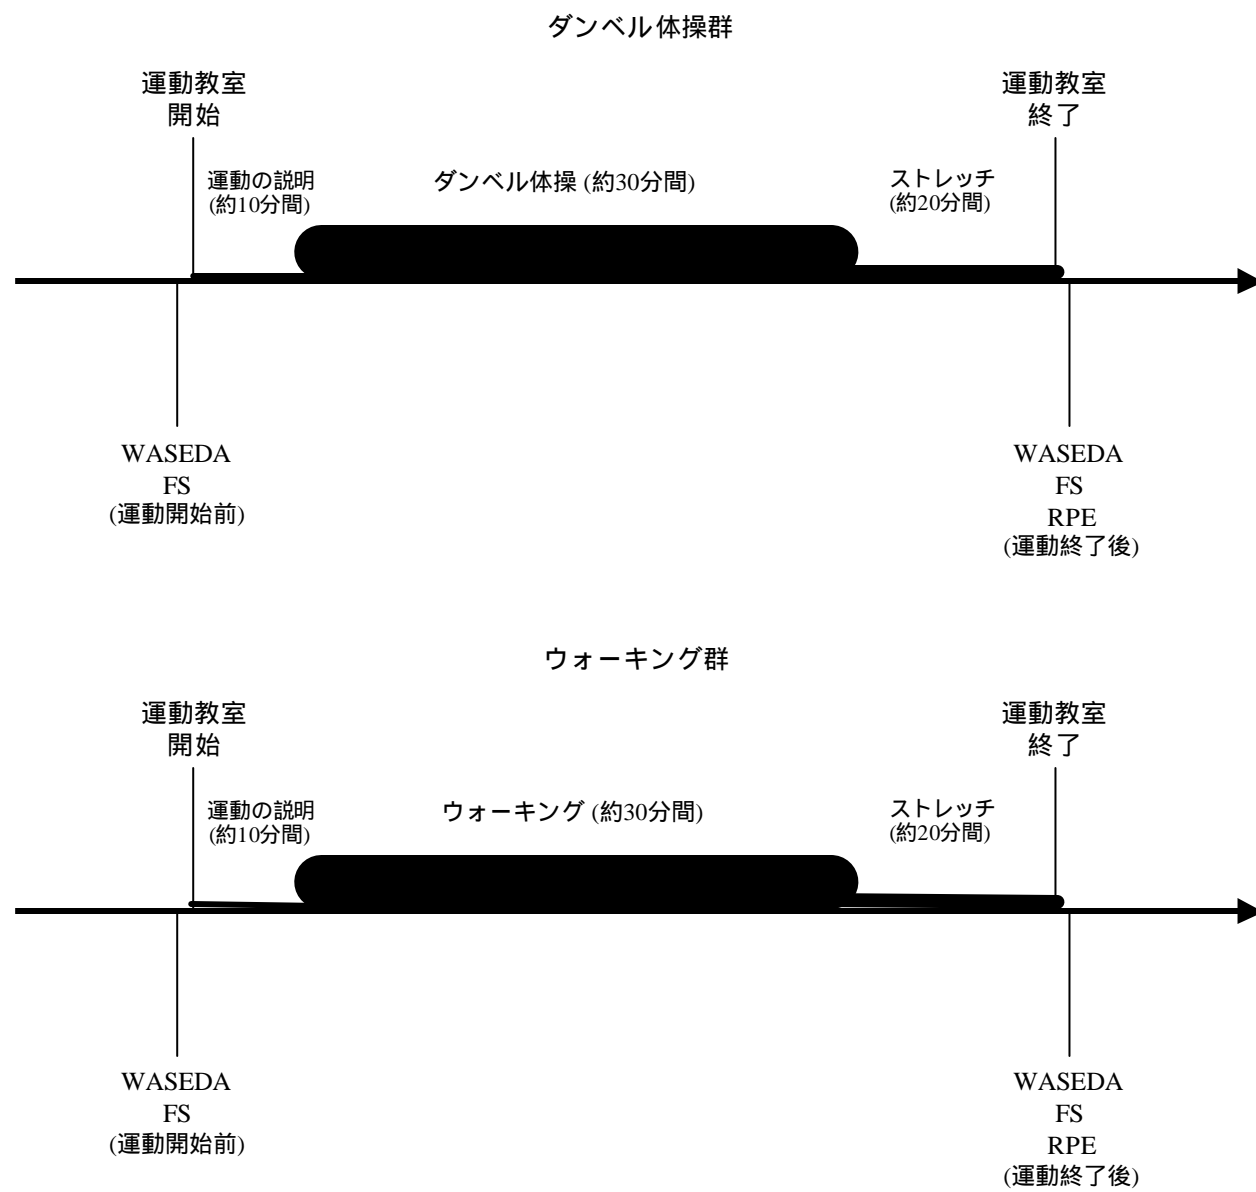 ダンベル体操群
運動教室
開始
運動教室
終了
運動の説明
(約10分間)
ダンベル体操 (約30分間)
ストレッチ
(約20分間)
WASEDA
FS
(運動開始前)
WASEDA
FS
RPE
(運動終了後)
ウォーキング群
運動教室
開始
運動教室
終了
運動の説明
(約10分間)
ウォーキング (約30分間)
ストレッチ
(約20分間)
WASEDA
FS
(運動開始前)
WASEDA
FS
RPE
(運動終了後)